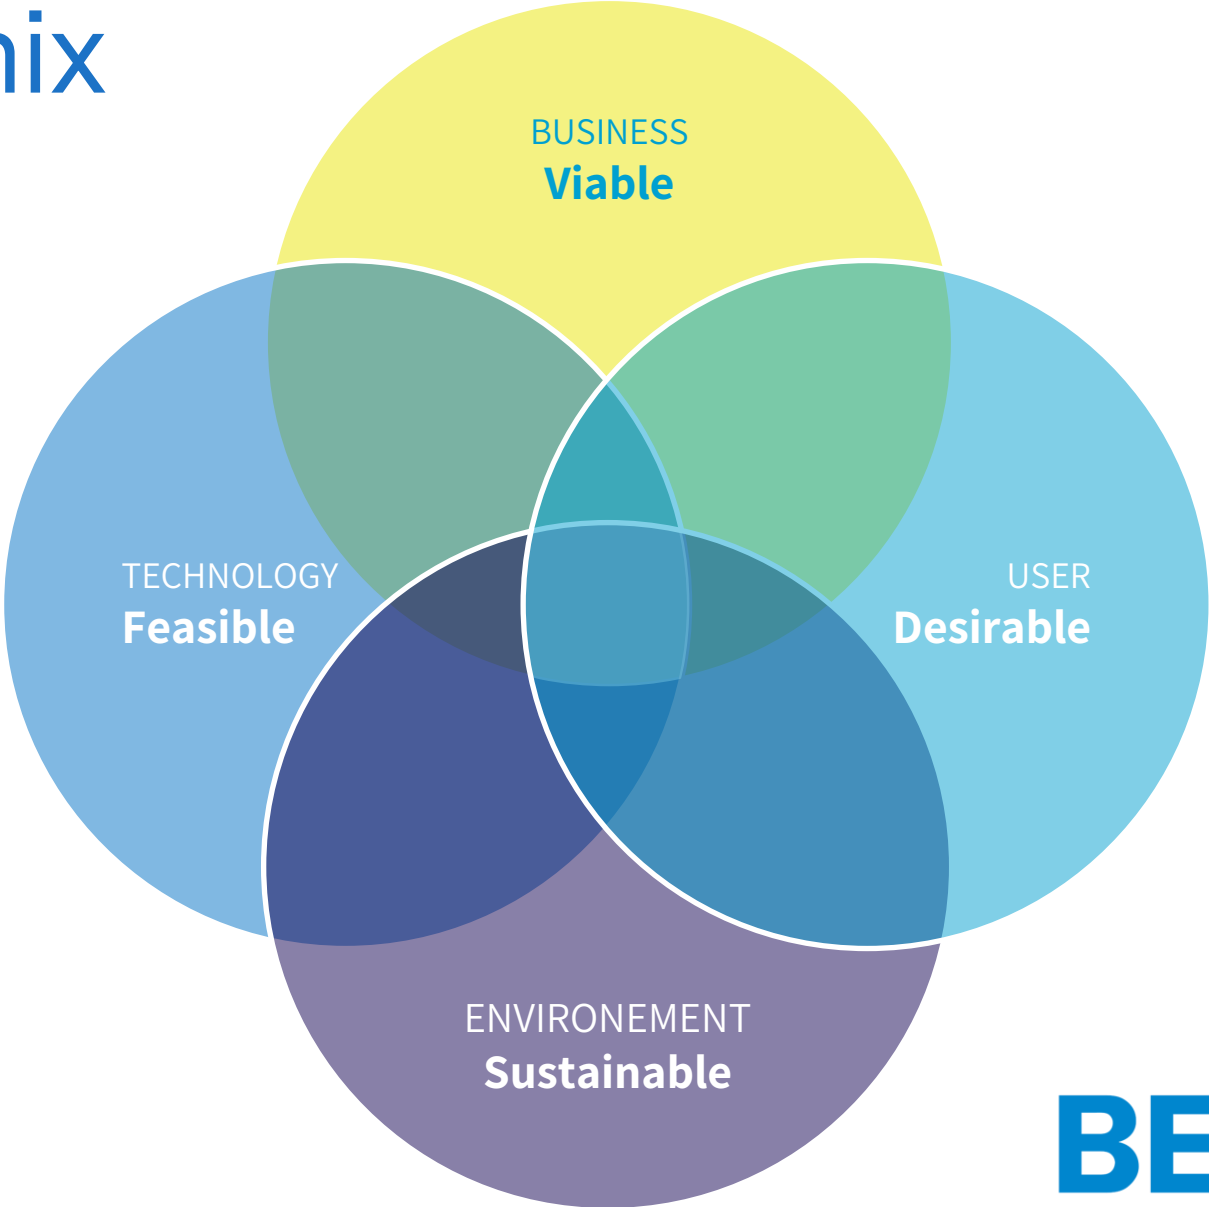 nix
BUSINESS
Viable
TECHNOLOGY
Feasible
USER
Desirable
ENVIRONEMENT
Sustainable
BE